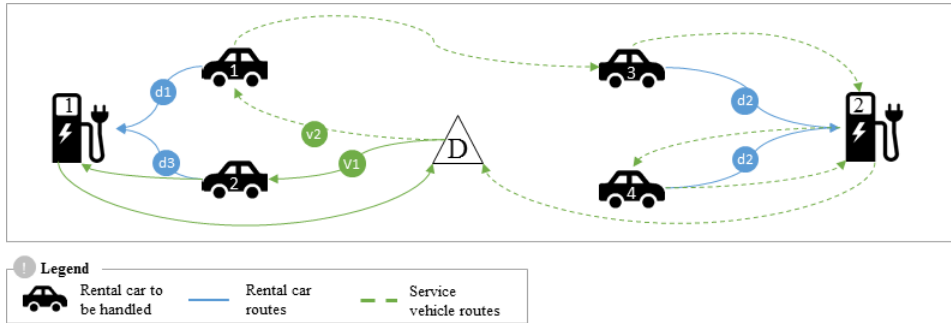 1
d1
1
3
d2
2
v2
D
V1
d3
2
d2
4
! Legend
Rental car to
be handled
Rental car
routes
Service
vehicle routes